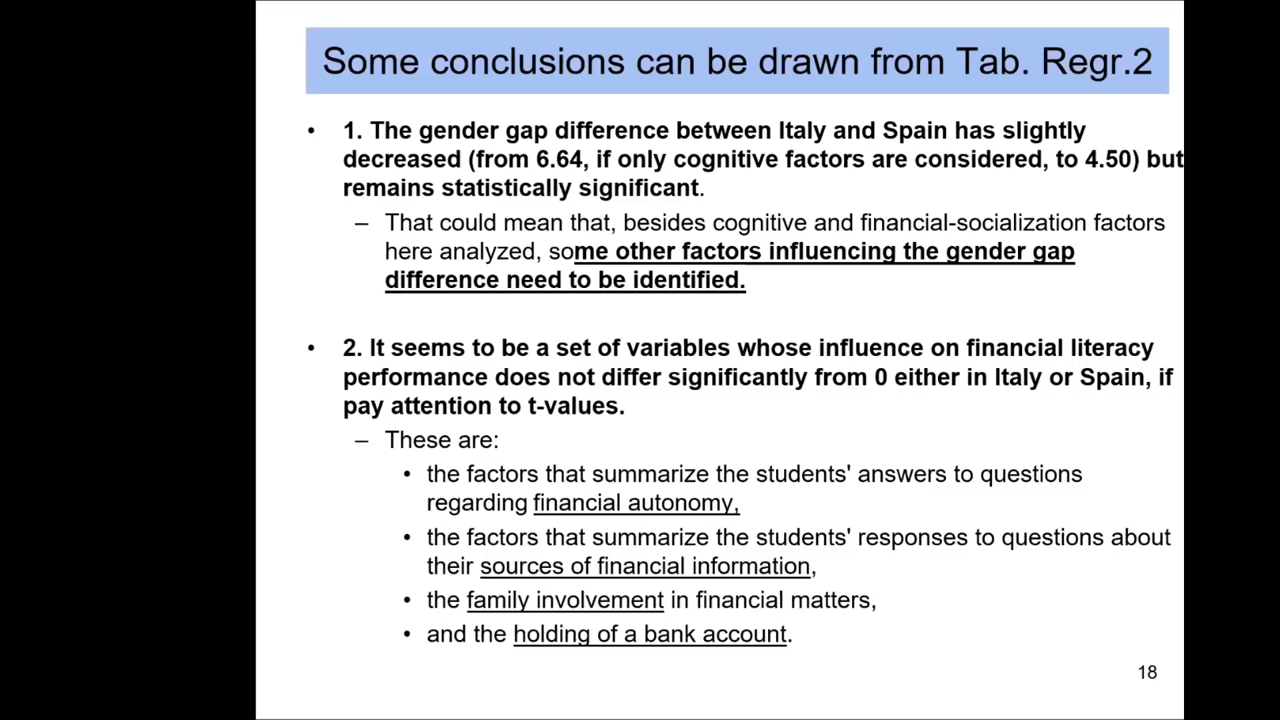 Some conclusions can be drawn from Tab. Regr.2
• 1. The gender gap difference between Italy and Spain has slightly
decreased (from 6.64, if only cognitive factors are considered, to 4.50) but
remains statistically significant.
– That could mean that, besides cognitive and financial-socialization factors
here analyzed, some other factors influencing the gender gap
difference need to be identified.
• 2. It seems to be a set of variables whose influence on financial literacy
performance does not differ significantly from 0 either in Italy or Spain, if
pay attention to t-values.
– These are:
• the factors that summarize the students' answers to questions
regarding financial autonomy,
• the factors that summarize the students' responses to questions about
their sources of financial information,
• the family involvement in financial matters,
• and the holding of a bank account.
18